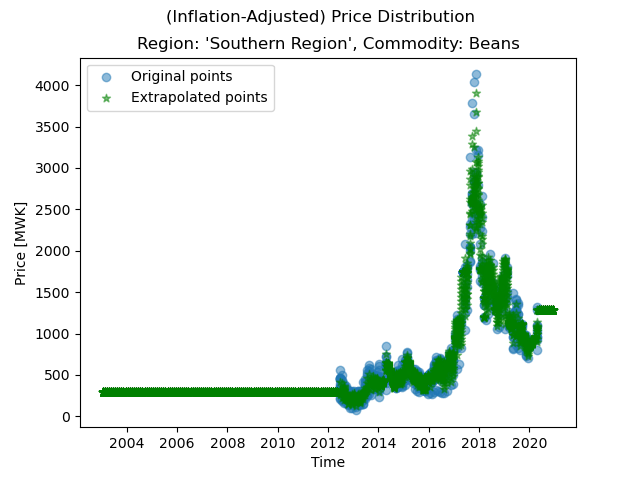 (Inflation-Adjusted) Price Distribution
Region: 'Southern Region', Commodity: Beans
Original points
Extrapolated points
4000
3500
3000
2500
2000
1500
1000
500
0
Price [MWK]
2004 2006 2008 2010 2012 2014 2016 2018 2020
Time